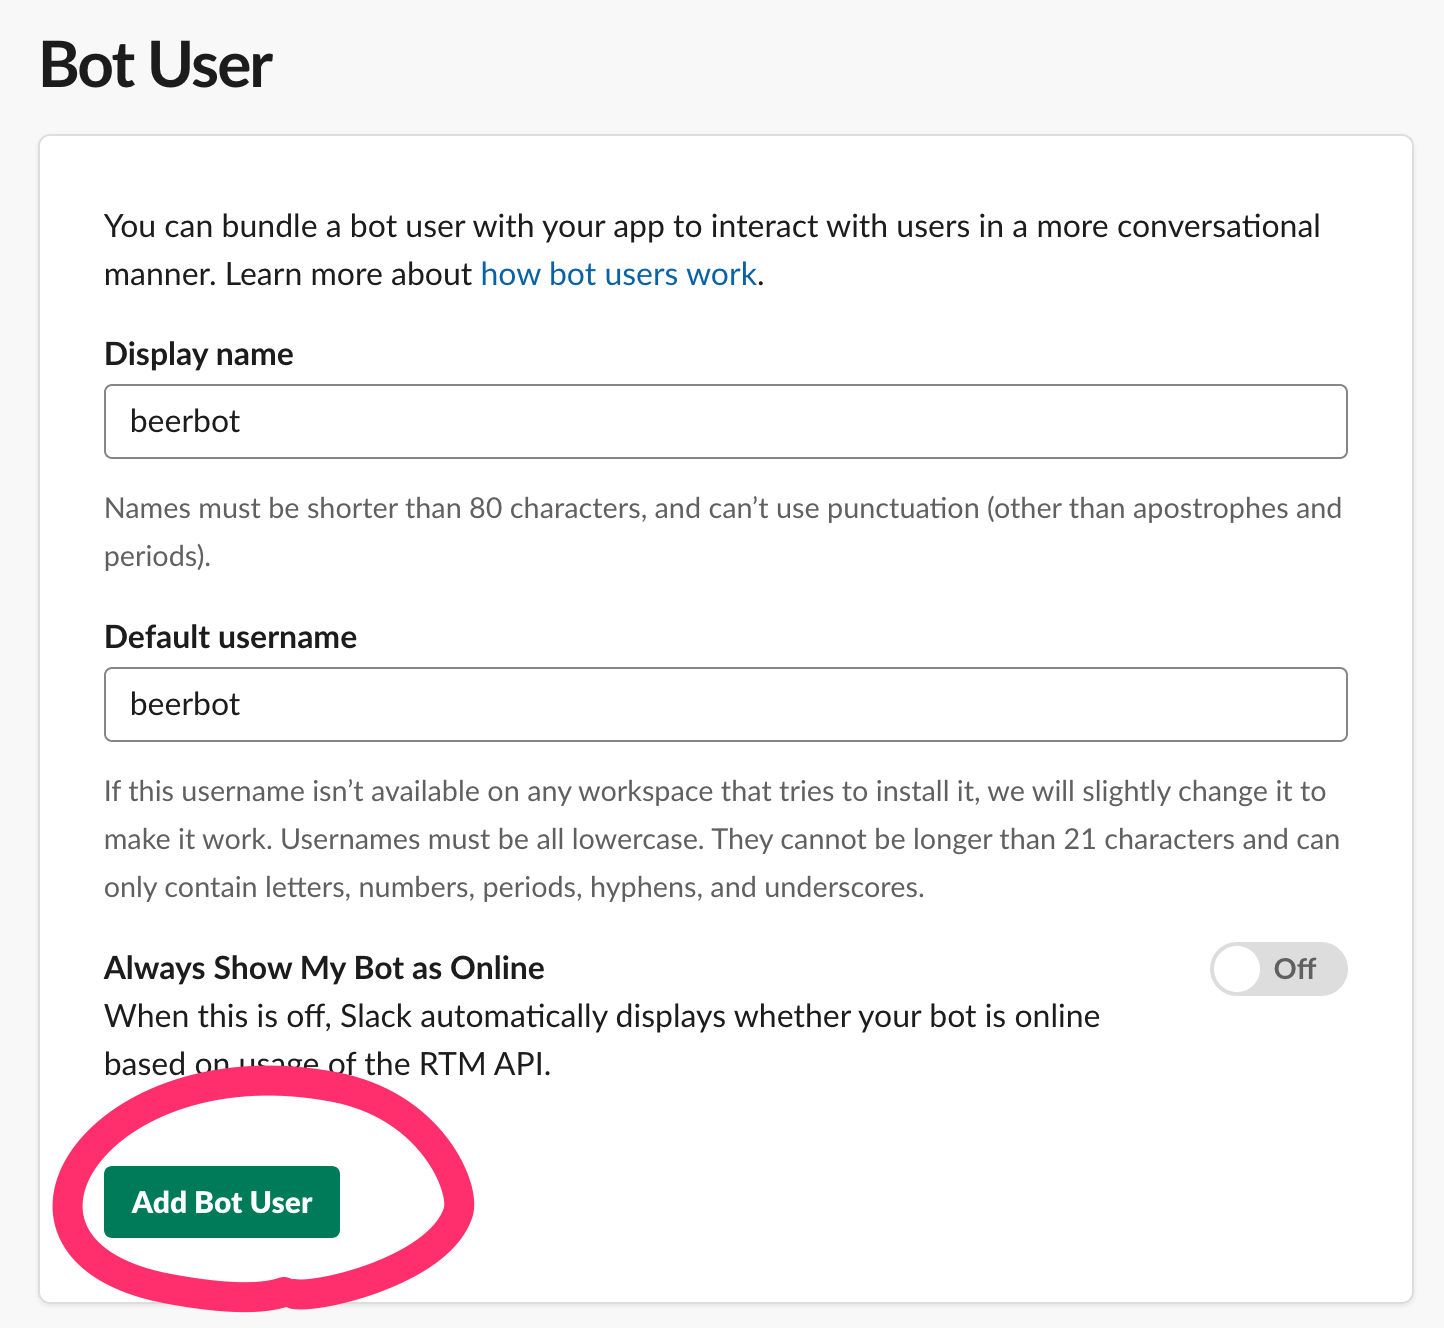 Bot User
You can bundle a bot user with your app to interact with users in a more conversational
manner. Learn more about how bot users work.
Display name
beerbot
Names must be shorter than 80 characters, and can’t use punctuation (other than apostrophes and
periods).
Default username
beerbot
If this username isn’t available on any workspace that tries to install it, we will slightly change it to
make it work. Usernames must be all lowercase. They cannot be longer than 21 characters and can
only contain letters, numbers, periods, hyphens, and underscores.
Always Show My Bot as Online
Off
When this is off, Slack automatically displays whether your bot is online
based on usage of the RTM API.
Add Bot User